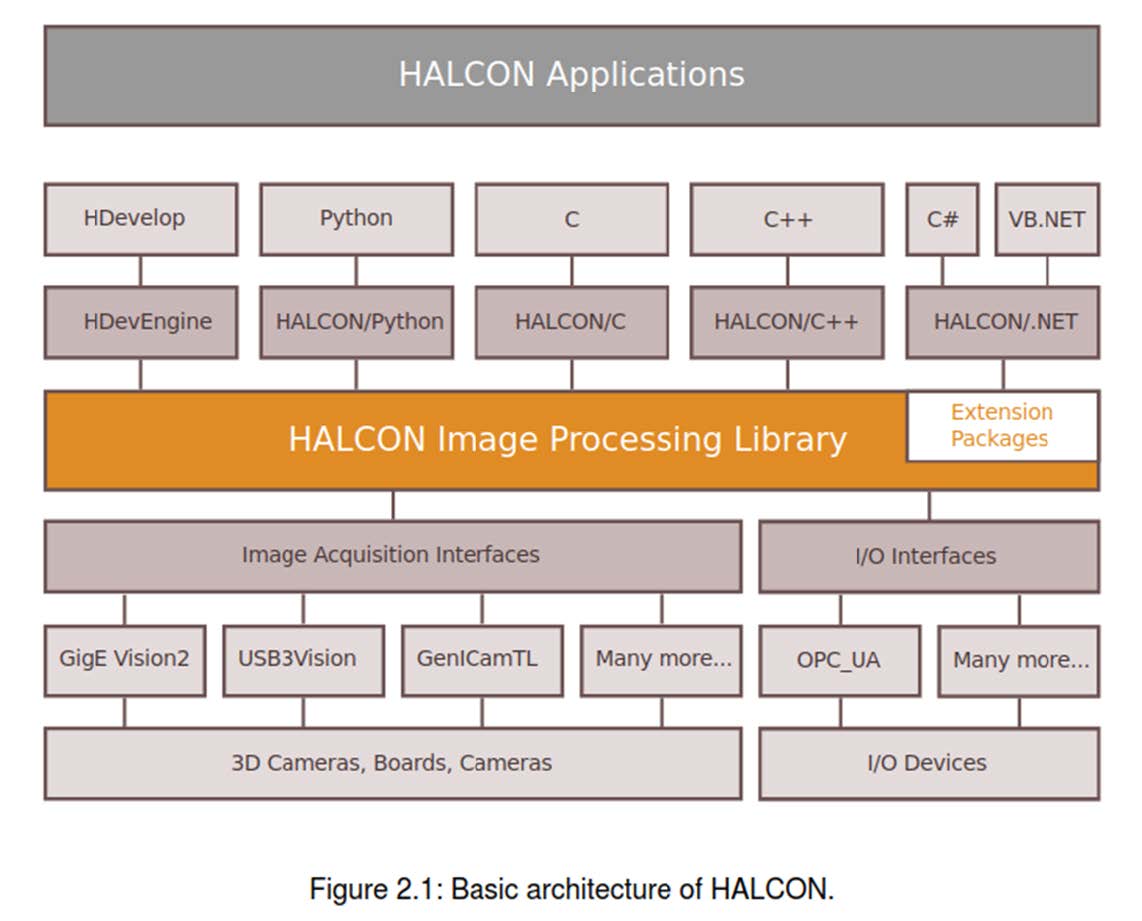 HALCON Applications
HDevelop
Python
C
C++
C#
VB.NET
HDevEngine
HALCON/Python
HALCON/C
HALCON/C++
HALCON/.NET
HALCON Image Processing Library
Extension
Packages
Image Acquisition Interfaces
I/O Interfaces
GigE Vision2
USB3Vision
GenICamTL
Many more...
OPC_UA
Many more...
3D Cameras, Boards, Cameras
I/O Devices
Figure 2.1: Basic architecture of HALCON.